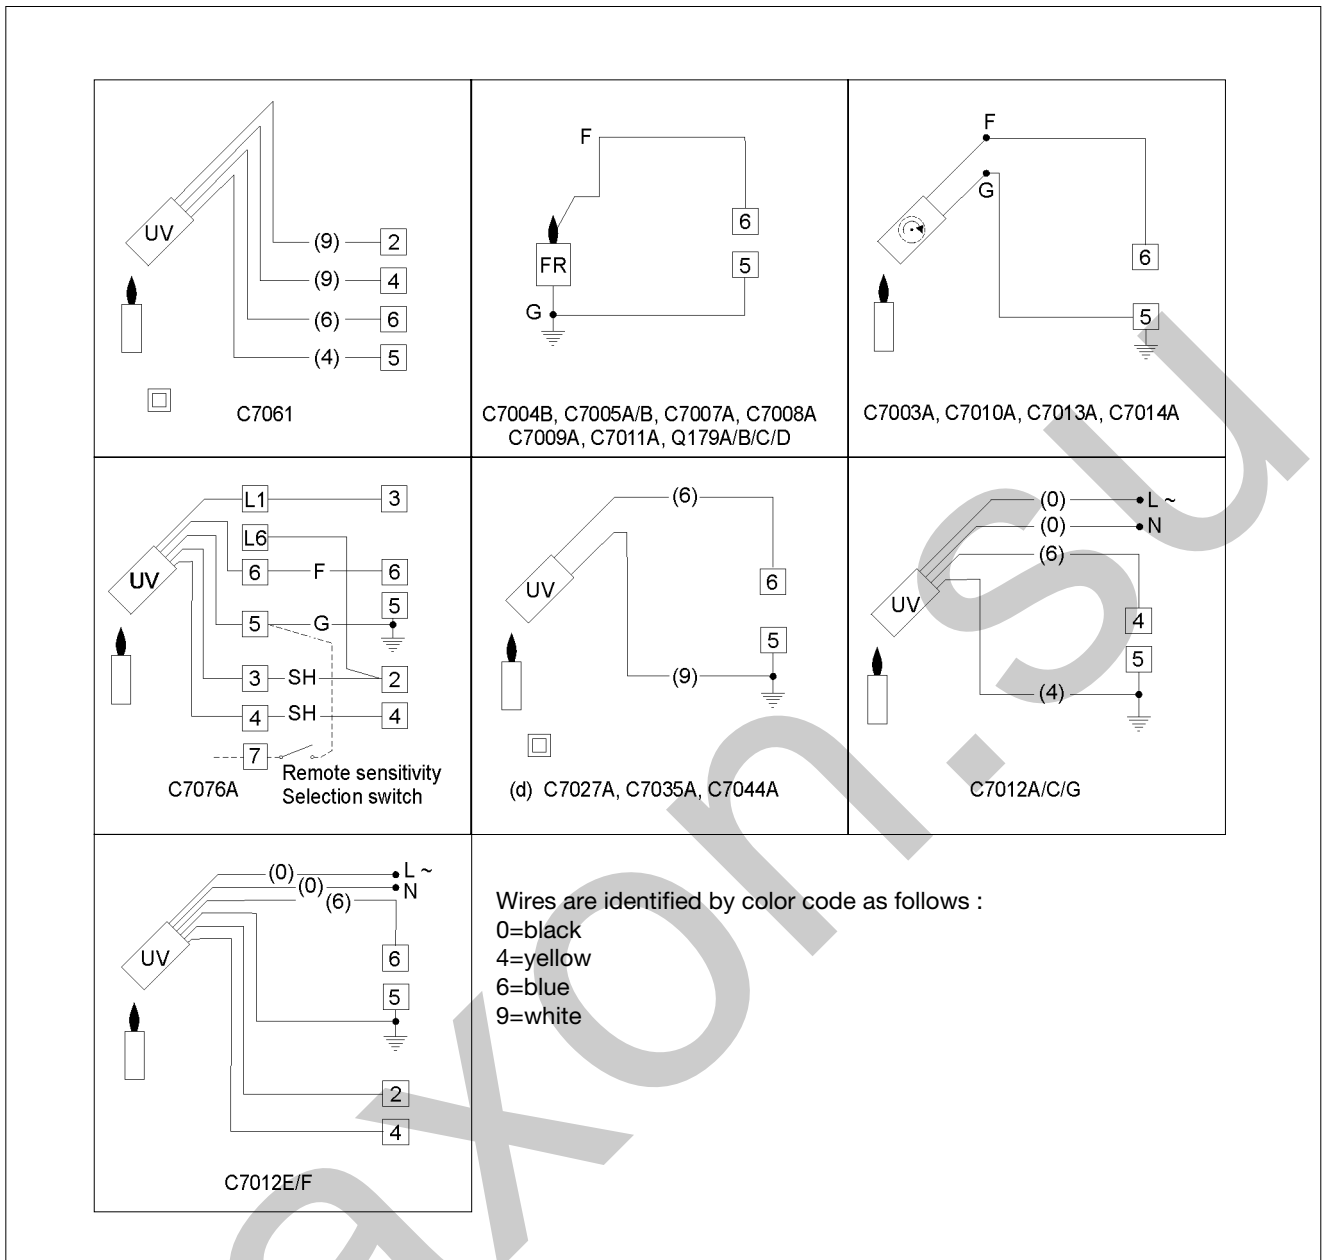 UV
(9) 2
(9) 4
(6) 6
(4) 5
C7061
F
6
5
FR
G
C7004B, C7005A/B, C7007A, C7008A
C7009A, C7011A, Q179A/B/C/D
F
G
6
5
C7003A, C7010A, C7013A, C7014A
L1 3
L6
6 F 6
UV
5
5 G
3 SH 2
4 SH 4
7
Remote sensitivity
Selection switch
C7076A
(6)
UV
6
5
(9)
(d) C7027A, C7035A, C7044A
(0) L ~
(0) N
(6)
UV
4
5
(4)
C7012A/C/G
(0) L ~
(0) N
(6)
UV
6
5
2
4
C7012E/F
Wires are identified by color code as follows :
0=black
4=yellow
6=blue
9=white
axon.su